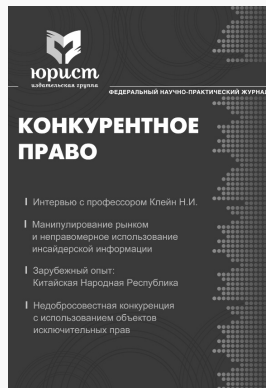 юрист
издательская группа
ФЕДЕРАЛЬНЫЙ НАУЧНО-ПРАКТИЧЕСКИЙ ЖУРНАЛ
КОНКУРЕНТНОЕ
ПРАВО
Интервью с профессором Клейн Н.И.
Манипулирование рынком
и неправомерное использование
инсайдерской информации
Зарубежный опыт:
Китайская Народная Республика
Недобросовестная конкуренция
с использованием объектов
исключительных прав